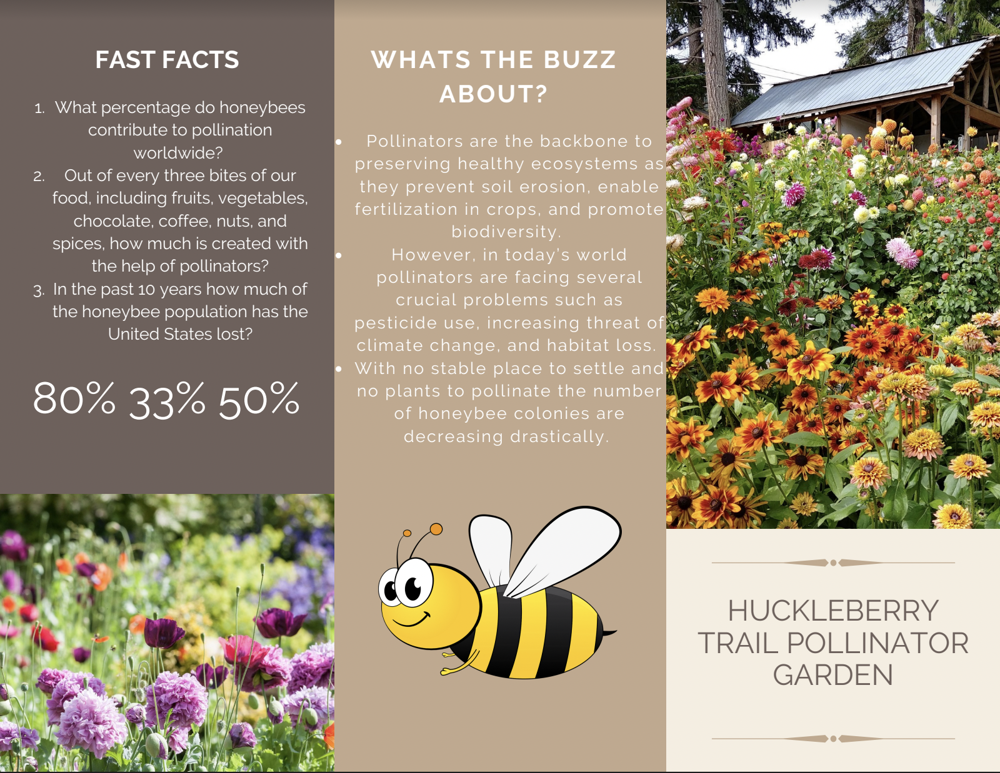 FAST FACTS
1. What percentage do honeybees
contribute to pollination
worldwide?
2. Out of every three bites of our
food, including fruits, vegetables,
chocolate, coffee, nuts, and
spices, how much is created with
the help of pollinators?
3. In the past 10 years how much of
the honeybee population has the
United States lost?
80% 33% 50%
WHATS THE BUZZ
ABOUT?
• Pollinators are the backbone to
preserving healthy ecosystems as
they prevent soil erosion, enable
fertilization in crops, and promote
biodiversity.
• However, in today's world
pollinators are facing several
crucial problems such as
pesticide use, increasing threat of
climate change, and habitat loss.
• With no stable place to settle and
no plants to pollinate the number
of honeybee colonies are
decreasing drastically.
HUCKLEBERRY
TRAIL POLLINATOR
GARDEN